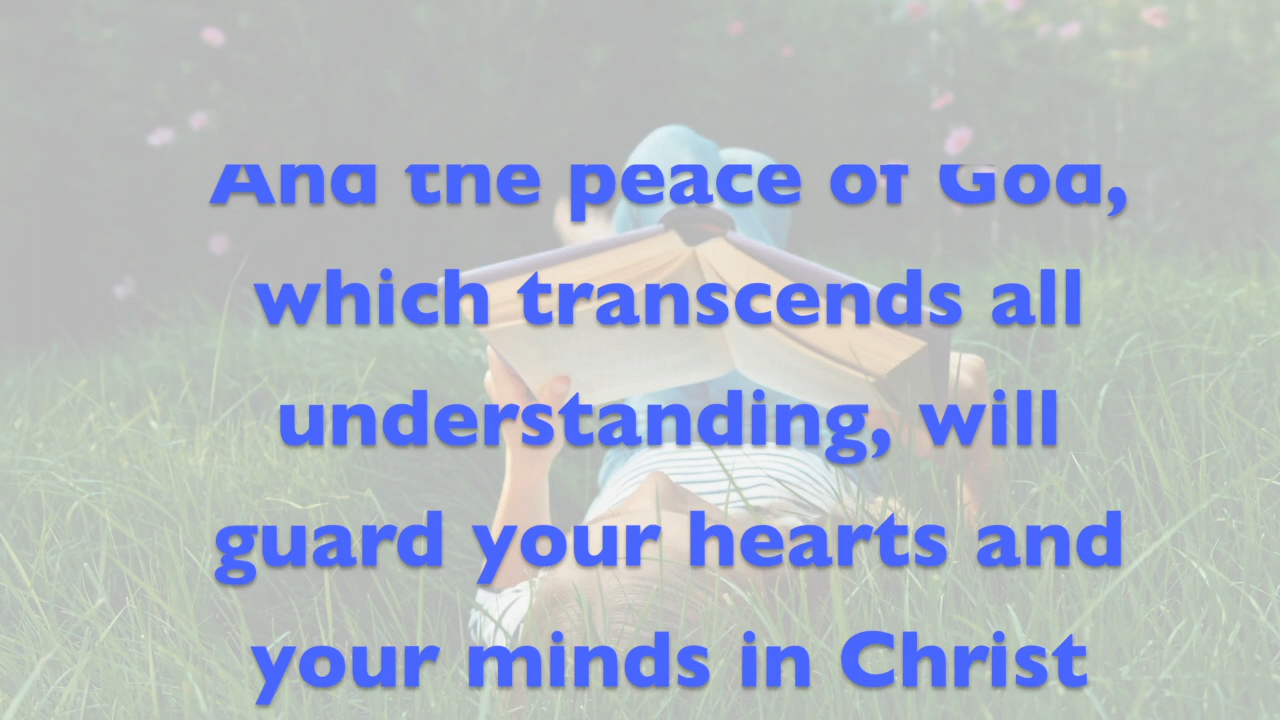 And the peace of God,
which transcends all
understanding, will
guard your hearts and
your minds in Christ